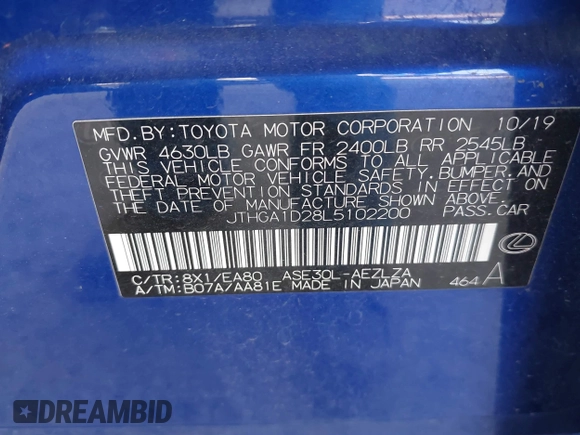 MFD.BY:TOYOTA MOTOR CORPORATION 10/19
GVWR 4630LB GAWR FR 2400LB RR 2545LB
THIS VEHICLE CONFORMS TO ALL APPLICABLE
FEDERAL MOTOR VEHICLE SAFETY,BUMPER,AND
THEFT PREVENTION STANDARDS IN EFFECT ON
THE DATE OF MANUFACTURE SHOWN ABOVE.
JTHGA1D28L5102200 PASS.CAR
C/TR:8X1/EA80 ASE30L-AEZLZA
A/TM:B07A/AA81E MADE IN JAPAN 464 A
DREAMBID